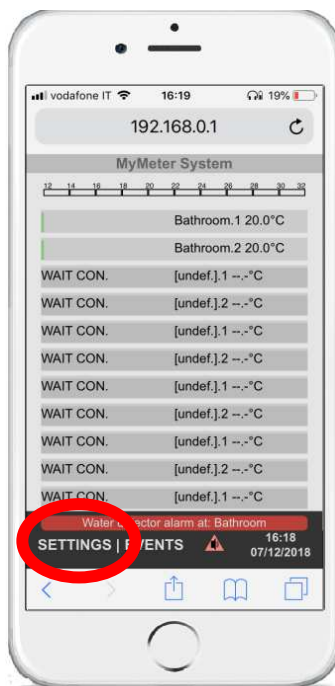 vodafone IT 16:19 19%
192.168.0.1
MyMeter System
12 14 16 18 20 22 24 26 28 30 32
Bathroom.1 20.0°C
Bathroom.2 20.0°C
WAIT CON. [undef.].1 --.-°C
WAIT CON. [undef.].2 --.-°C
WAIT CON. [undef.].1 --.-°C
WAIT CON. [undef.].2 --.-°C
WAIT CON. [undef.].1 --.-°C
WAIT CON. [undef.].2 --.-°C
WAIT CON. [undef.].1 --.-°C
WAIT CON. [undef.].2 --.-°C
WAIT CON. [undef.].1 --.-°C
Water alarm at: Bathroom
SETTINGS | EVENTS 16:18
07/12/2018